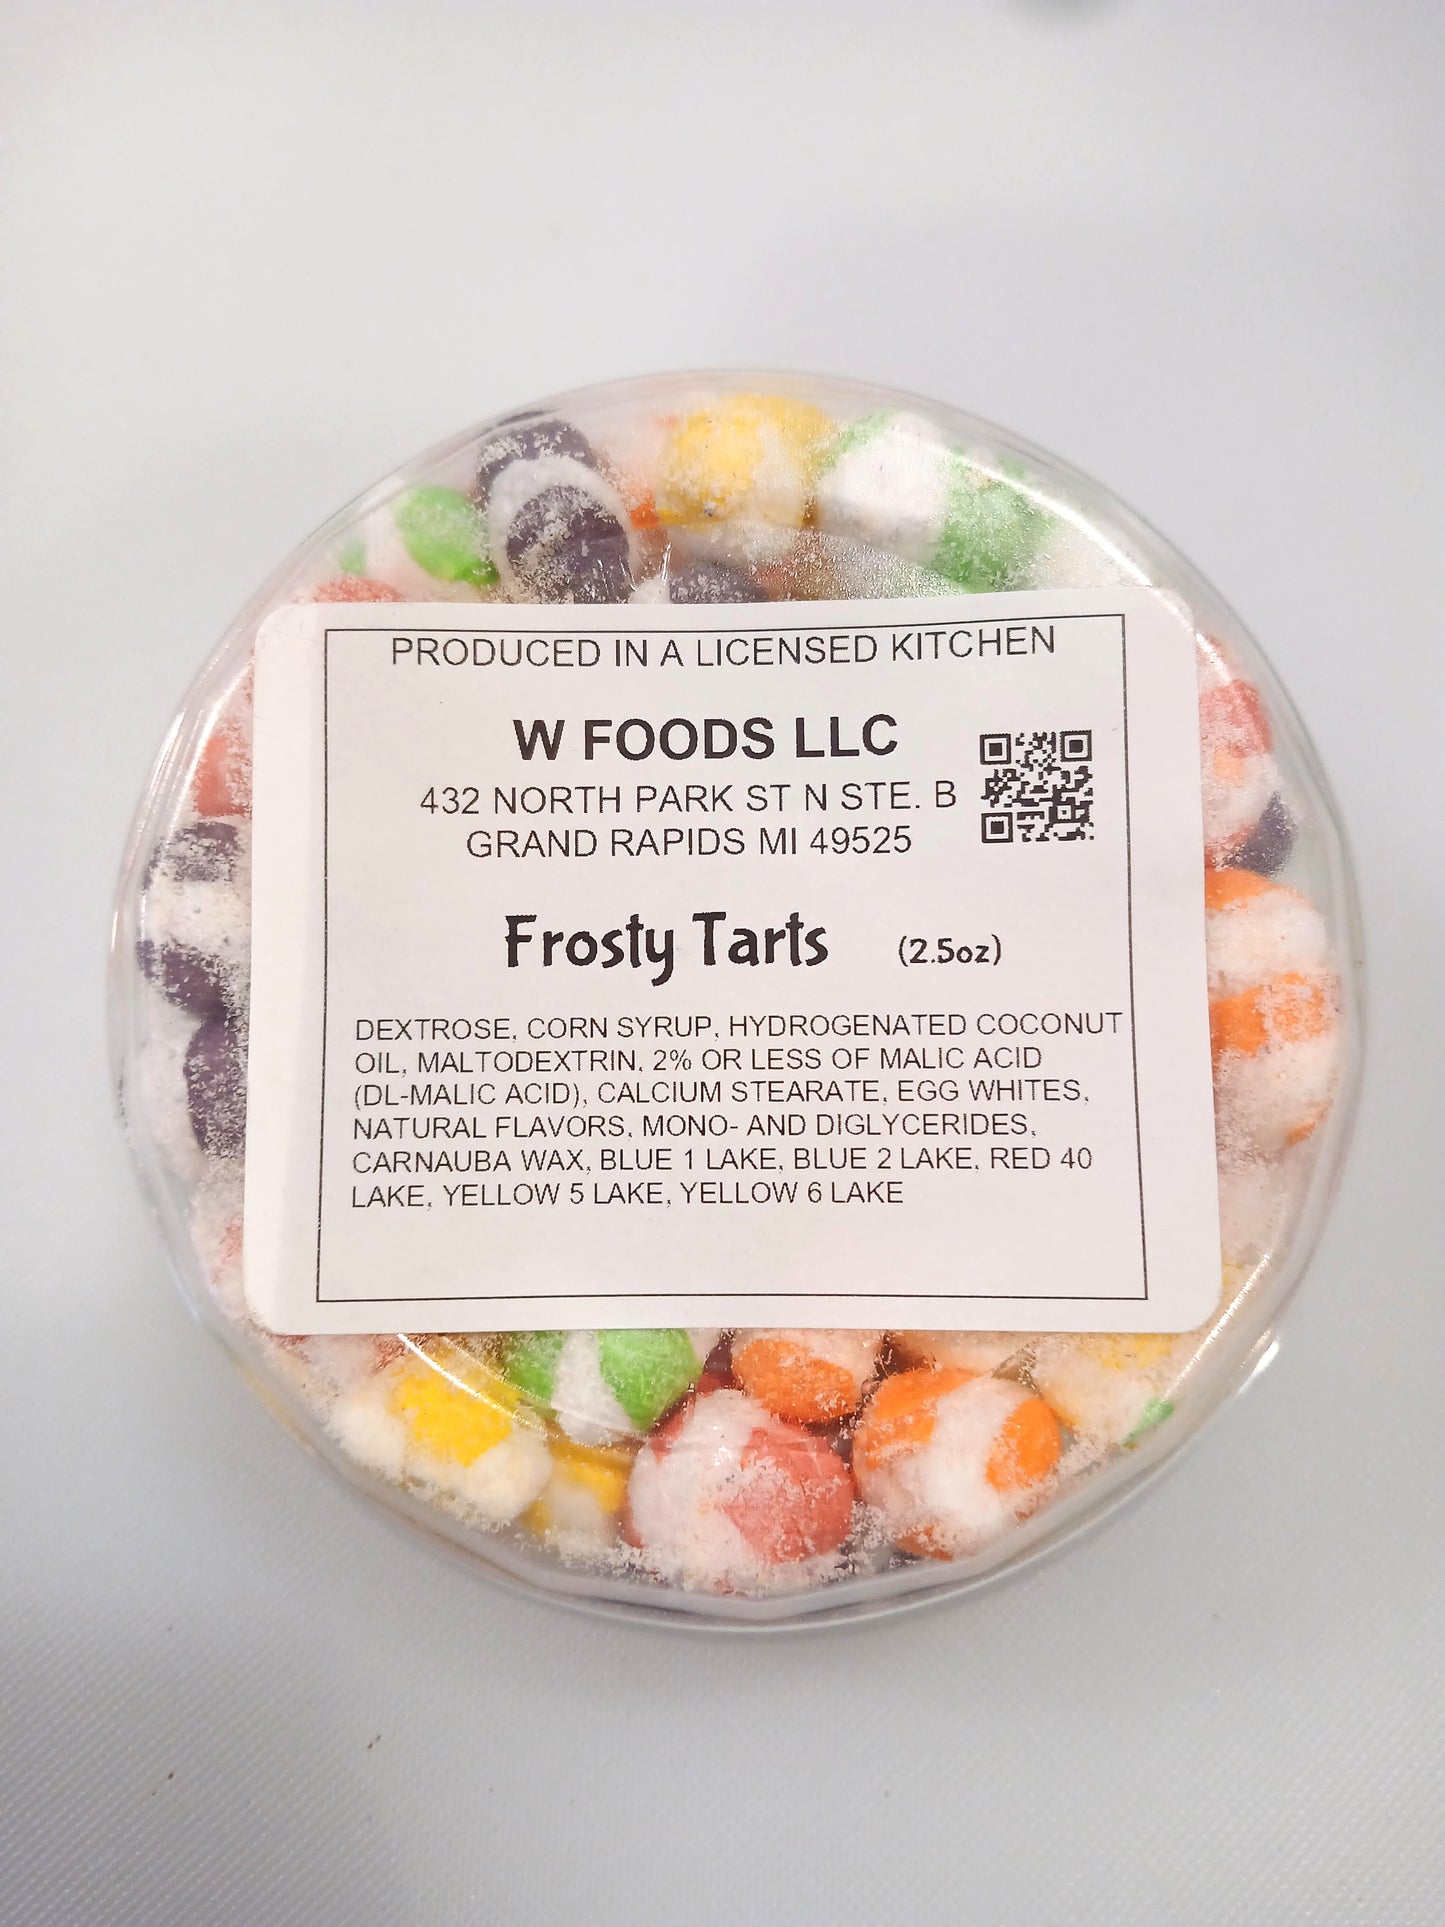 PRODUCED IN A LICENSED KITCHEN
W FOODS LLC
432 NORTH PARK ST N STE. B
GRAND RAPIDS MI 49525
Frosty Tarts (2.5oz)
DEXTROSE, CORN SYRUP, HYDROGENATED COCONUT
OIL, MALTODEXTRIN, 2% OR LESS OF MALIC ACID
(DL-MALIC ACID), CALCIUM STEARATE, EGG WHITES,
NATURAL FLAVORS, MONO- AND DIGLYCERIDES,
CARNAUBA WAX, BLUE 1 LAKE, BLUE 2 LAKE, RED 40
LAKE, YELLOW 5 LAKE, YELLOW 6 LAKE